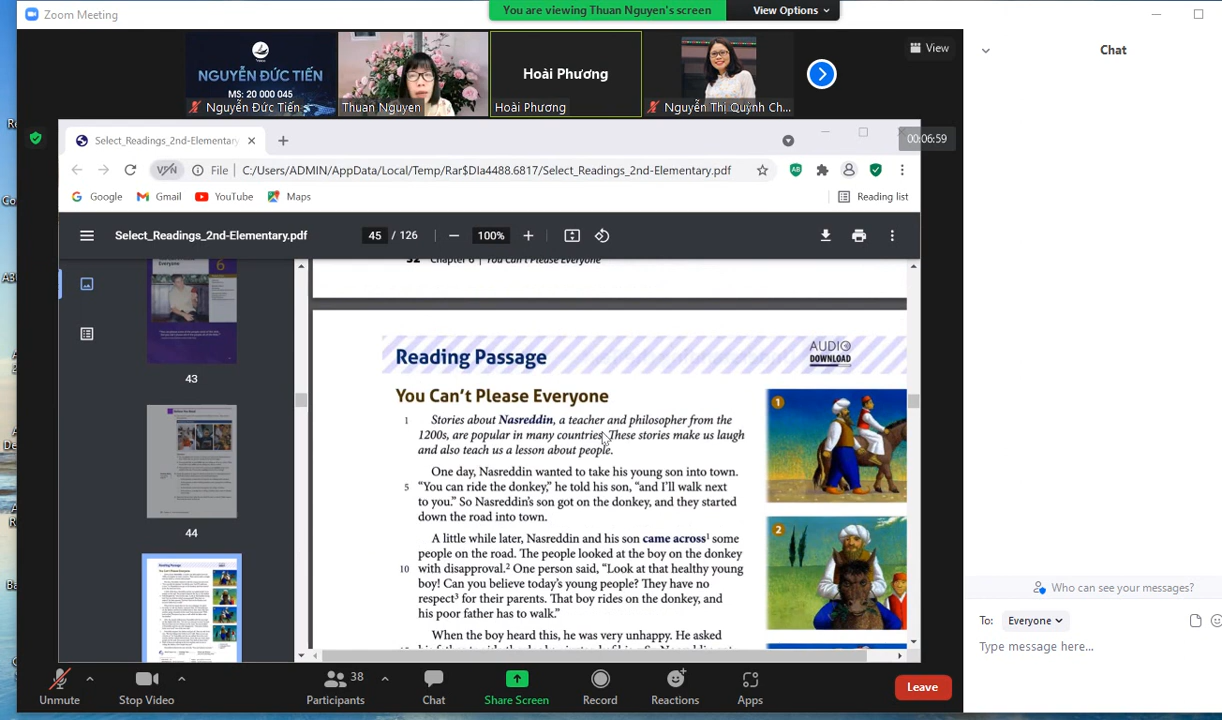 Zoom Meeting
You are viewing Thuan Nguyen's screen
View Options
NGUYỄN ĐỨC TIẾN
MS: 20 000 045
Nguyễn Đức Tiến
Thuan Nguyen
Hoài Phương
Hoài Phương
Nguyễn Thị Quỳnh Ch...
View
Chat
Select_Readings_2nd-Elementary
00:06:59
VPN
File
C:/Users/ADMIN/AppData/Local/Temp/Rar$DIa4488.6817/Select_Readings_2nd-Elementary.pdf
Google
Gmail
YouTube
Maps
Reading list
Select_Readings_2nd-Elementary.pdf
45 / 126
100%
Chapter 6 | You Can't Please Everyone
43
44
Reading Passage
AUDIO
DOWNLOAD
You Can't Please Everyone
1 Stories about Nasreddin, a teacher and philosopher from the
1200s, are popular in many countries. These stories make us laugh
and also teach us a lesson about people.
One day, Nasreddin wanted to take his young son into town.
5 "You can ride the donkey," he told his son, "and I'll walk next
to you." So Nasreddin's son got on the donkey, and they started
down the road into town.
A little while later, Nasreddin and his son came across¹ some
people on the road. The people looked at the boy on the donkey
10 with disapproval.² One person said, "Look at that healthy young
boy! Can you believe today's young people? They have no
respect³ for their parents. That boy rides on the donkey, and
his poor father has to walk."
When the boy heard this, he was very unhappy. He asked
1
2
Who can see your messages?
To: Everyone
Type message here...
Unmute
Stop Video
38
Participants
Chat
Share Screen
Record
Reactions
Apps
Leave